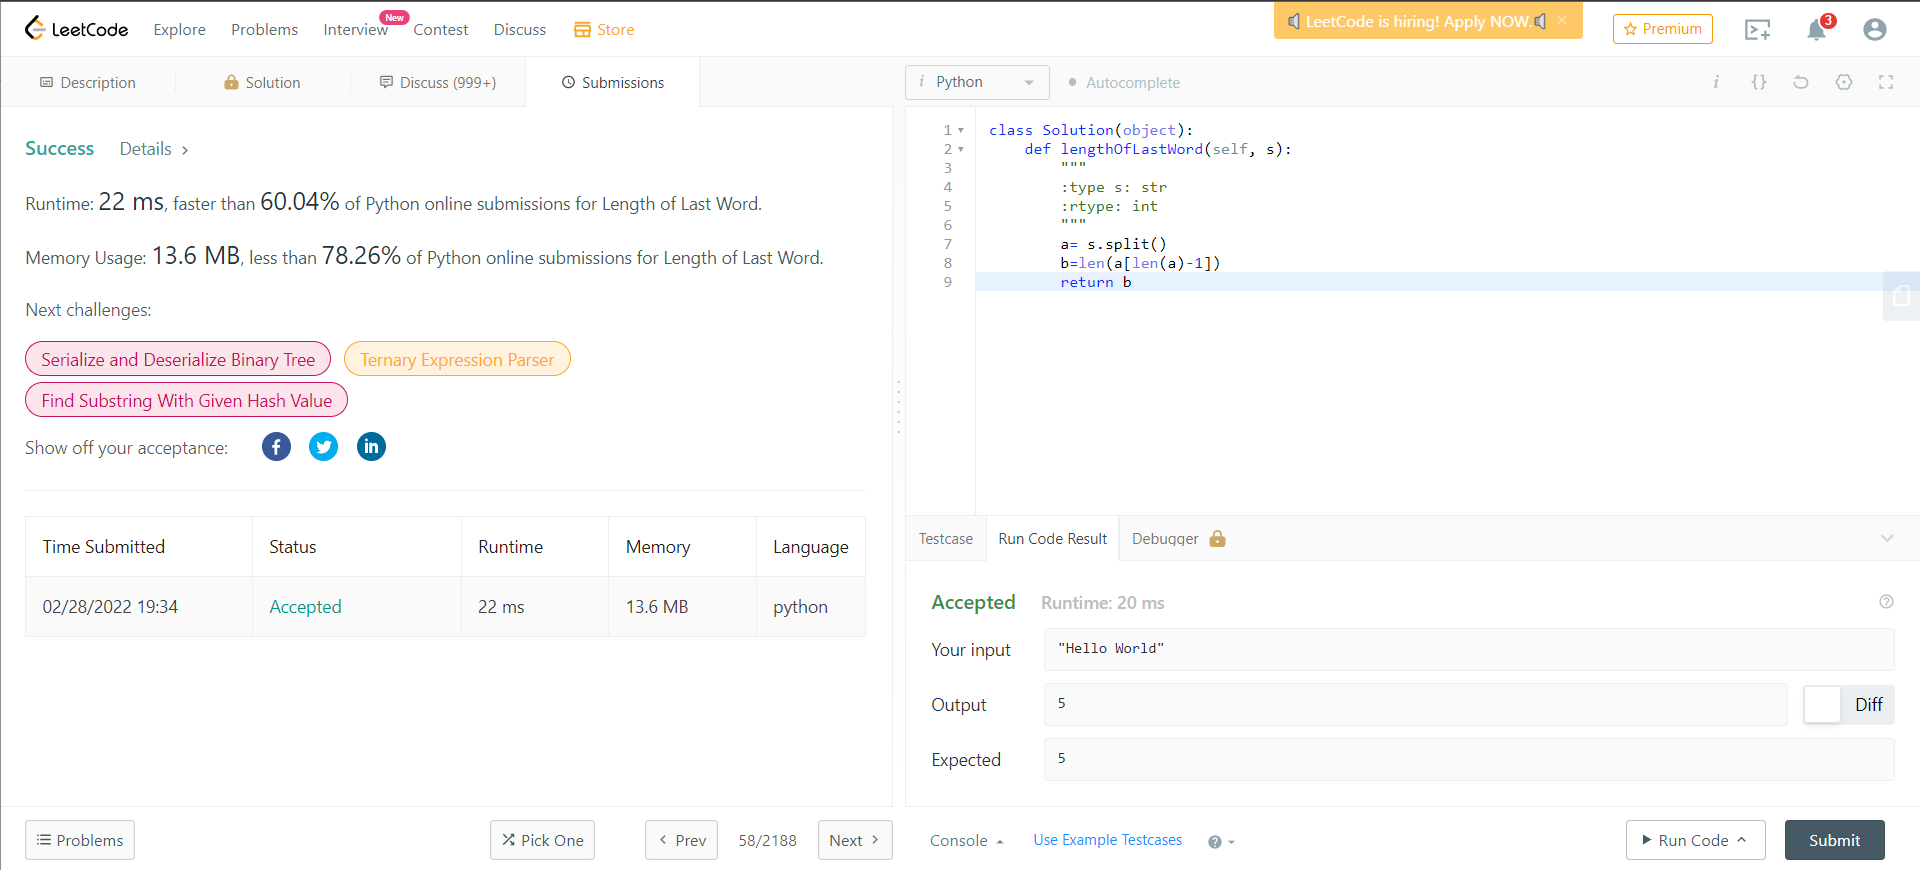 LeetCode Explore Problems Interview New Contest Discuss Store LeetCode is hiring! Apply NOW. × Premium 3
Description Solution Discuss (999+) Submissions
Success Details >
Runtime: 22 ms, faster than 60.04% of Python online submissions for Length of Last Word.
Memory Usage: 13.6 MB, less than 78.26% of Python online submissions for Length of Last Word.
Next challenges:
Serialize and Deserialize Binary Tree Ternary Expression Parser
Find Substring With Given Hash Value
Show off your acceptance:
Time Submitted Status Runtime Memory Language
02/28/2022 19:34 Accepted 22 ms 13.6 MB python
Problems Pick One < Prev 58/2188 Next >
i Python Autocomplete i {}
1 class Solution(object):
2 def lengthOfLastWord(self, s):
3 """
4 :type s: str
5 :rtype: int
6 """
7 a= s.split()
8 b=len(a[len(a)-1])
9 return b
Testcase Run Code Result Debugger
Accepted Runtime: 20 ms ?
Your input "Hello World"
Output 5 Diff
Expected 5
Console Use Example Testcases ? Run Code Submit